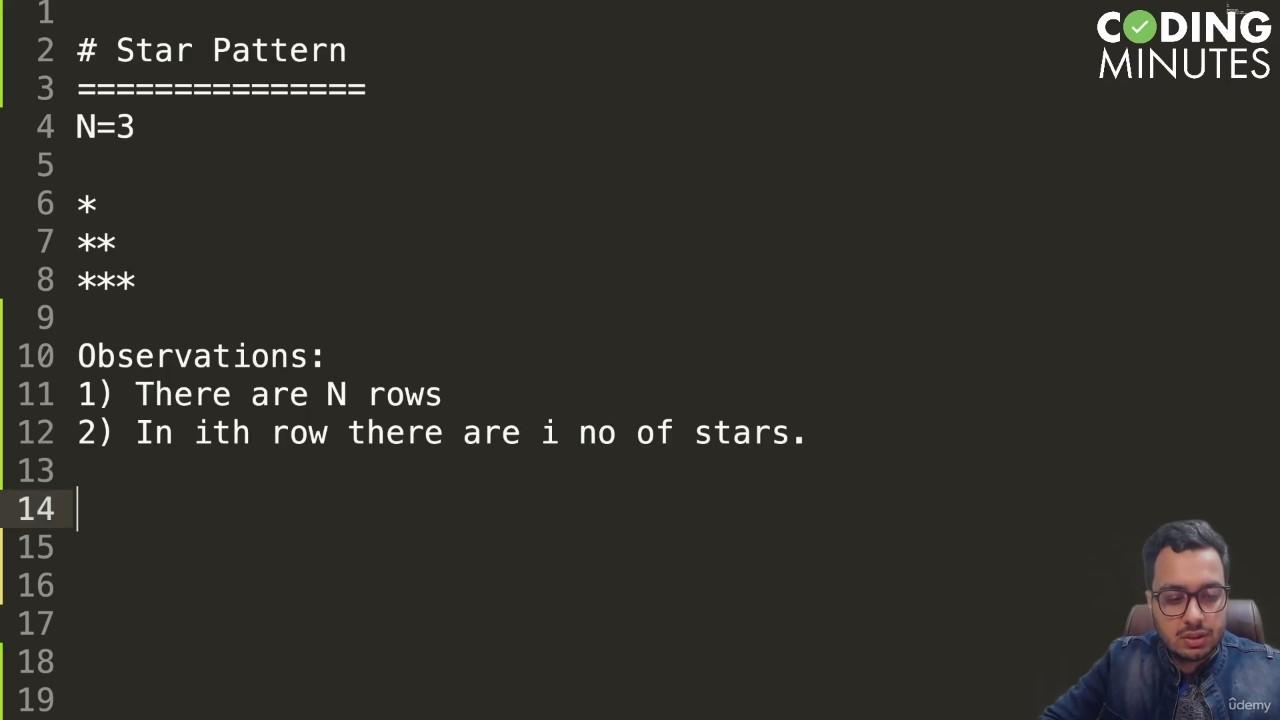 1
2 # Star Pattern
3 ===============
4 N=3
5
6 *
7 **
8 ***
9
10 Observations:
11 1) There are N rows
12 2) In ith row there are i no of stars.
13
14
15
16
17
18
19
CODING
MINUTES
ûdemy